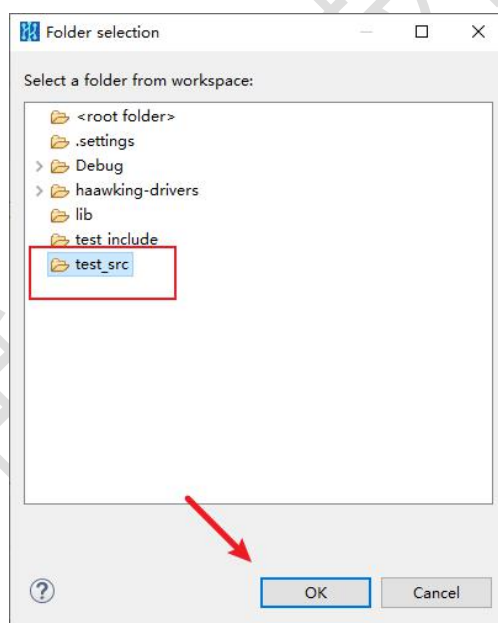 Folder selection
Select a folder from workspace:
<root folder>
.settings
Debug
haawking-drivers
lib
test include
test_src
OK
Cancel